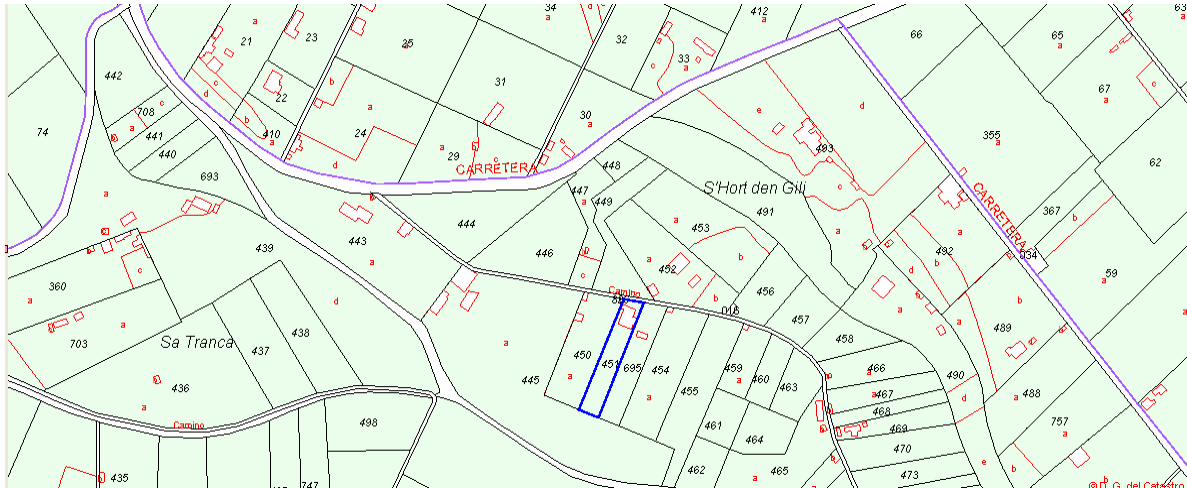 34
a
d
412
63
a
21
a
23
25
a
32
a
33
c
a
66
65
a
442
c
d
b
22
b
a
31
e
d
67
a
c
74
708
a
441
b
410
24
30
a
355
440
d
29
a
c
CARRETERA
493
62
693
a
448
447
a
449
S'Hort den Gili
c
CARRETERA
367
b
444
a
453
491
439
443
446
b
b
a
492
c
a
452
034
360
a
d
b
456
d
b
59
a
Camino
016
457
a
489
a
Sa Tranca
438
458
703
437
a
450
451
695
454
459
a
460
463
466
490
436
445
a
a
455
a
467
d
488
a
a
468
Camino
498
461
464
469
757
a
470
435
747
462
a
465
473
e
b
b
© D. G. del Catastro